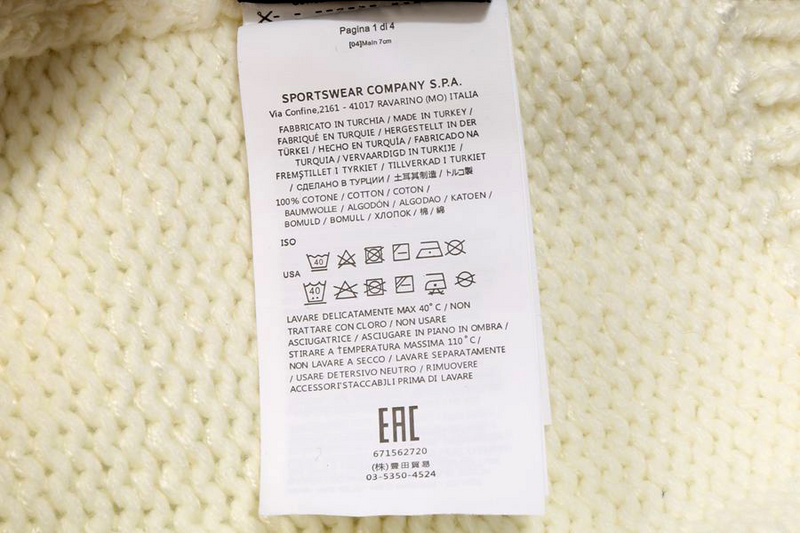 Pagina 1 di 4
[04]Main 7cm
SPORTSWEAR COMPANY S.P.A.
Via Confine,2161 - 41017 RAVARINO (MO) ITALIA
FABBRICATO IN TURCHIA / MADE IN TURKEY /
FABRIQUÉ EN TURQUIE / HERGESTELLT IN DER
TÜRKEI / HECHO EN TURQUÍA / FABRICADO NA
TURQUIA / VERVAARDIGD IN TURKIJE /
FREMSTILLET I TYRKIET / TILLVERKAD I TURKIET
/ СДЕЛАНО В ТУРЦИИ / 土耳其制造 / トルコ製
100% COTONE / COTTON / COTON /
BAUMWOLLE / ALGODÓN / ALGODAO / KATOEN /
BOMULD / BOMULL / ХЛОПОК / 棉 / 綿
ISO
40
USA
40
LAVARE DELICATAMENTE MAX 40°C / NON
TRATTARE CON CLORO / NON USARE
ASCIUGATRICE / ASCIUGARE IN PIANO IN OMBRA /
STIRARE A TEMPERATURA MASSIMA 110°C /
NON LAVARE A SECCO / LAVARE SEPARATAMENTE
/ USARE DETERSIVO NEUTRO / RIMUOVERE
ACCESSORI STACCABILI PRIMA DI LAVARE
EAC
671562720
(株) 豊田貿易
03-5350-4524